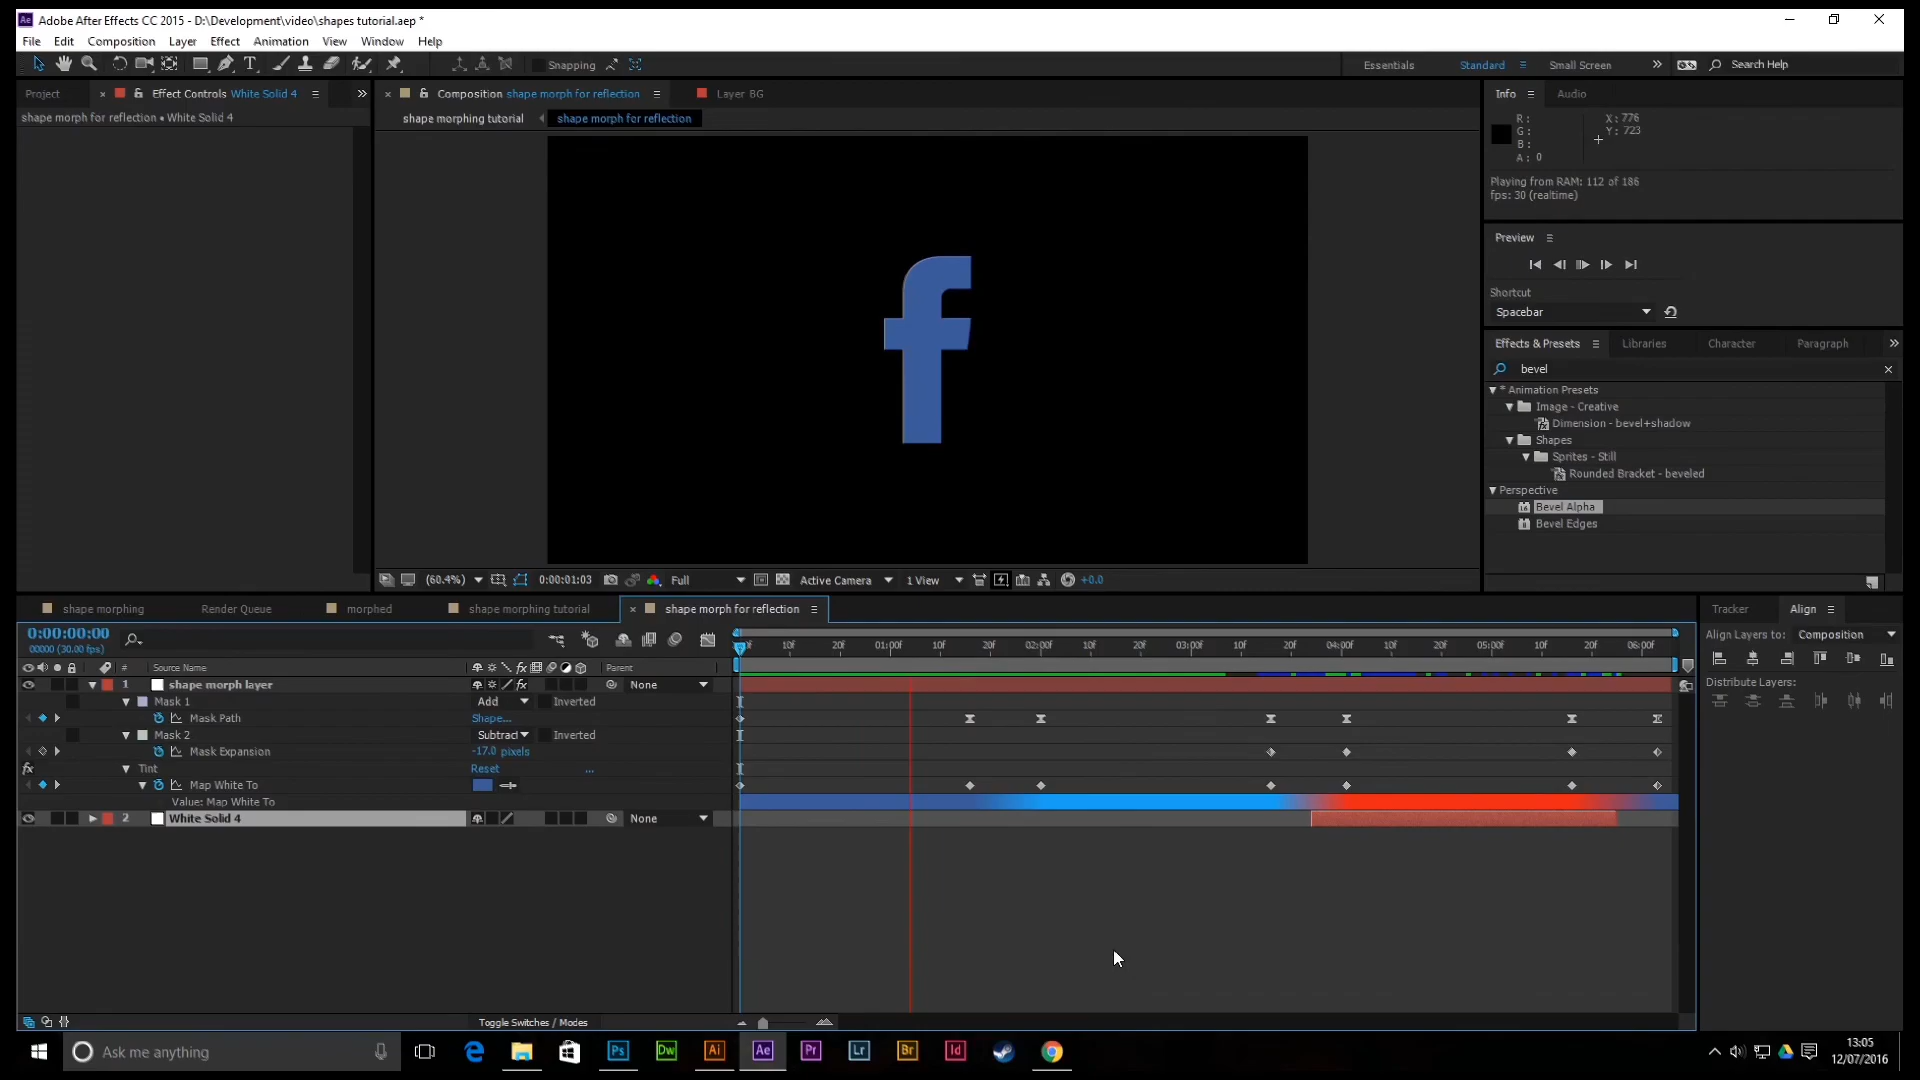 Adobe After Effects CC 2015 - D:\Development\video\shapes tutorial.aep *
File Edit Composition Layer Effect Animation View Window Help
Snapping Essentials Standard Small Screen Search Help
Project Effect Controls White Solid 4 Composition shape morph for reflection Layer BG Info Audio
shape morph for reflection • White Solid 4 shape morphing tutorial shape morph for reflection
R: X: 776
G: Y: 723
B:
A: 0
Playing from RAM: 112 of 186
fps: 30 (realtime)
Preview
Shortcut
Spacebar
Effects & Presets Libraries Character Paragraph
bevel
* Animation Presets
Image - Creative
Dimension - bevel+shadow
Shapes
Sprites - Still
Rounded Bracket - beveled
Perspective
Bevel Alpha
Bevel Edges
f
(60.4%) 0:00:01:03 Full Active Camera 1 View +0.0
shape morphing Render Queue morphed shape morphing tutorial shape morph for reflection Tracker Align
0:00:00:00
00000 (30.00 fps)
10f 20f 01:00f 10f 20f 02:00f 10f 20f 03:00f 10f 20f 04:00f 10f 20f 05:00f 10f 20f 06:00f
Align Layers to: Composition
Distribute Layers:
# Source Name Parent
1 shape morph layer None
Mask 1 Add Inverted
Mask Path Shape...
Mask 2 Subtract Inverted
Mask Expansion -17.0 pixels
fx Tint Reset ...
Map White To
Value: Map White To
2 White Solid 4 None
Toggle Switches / Modes
Ask me anything Ps Dw Ai Ae Pr Lr Br Id
13:05
12/07/2016